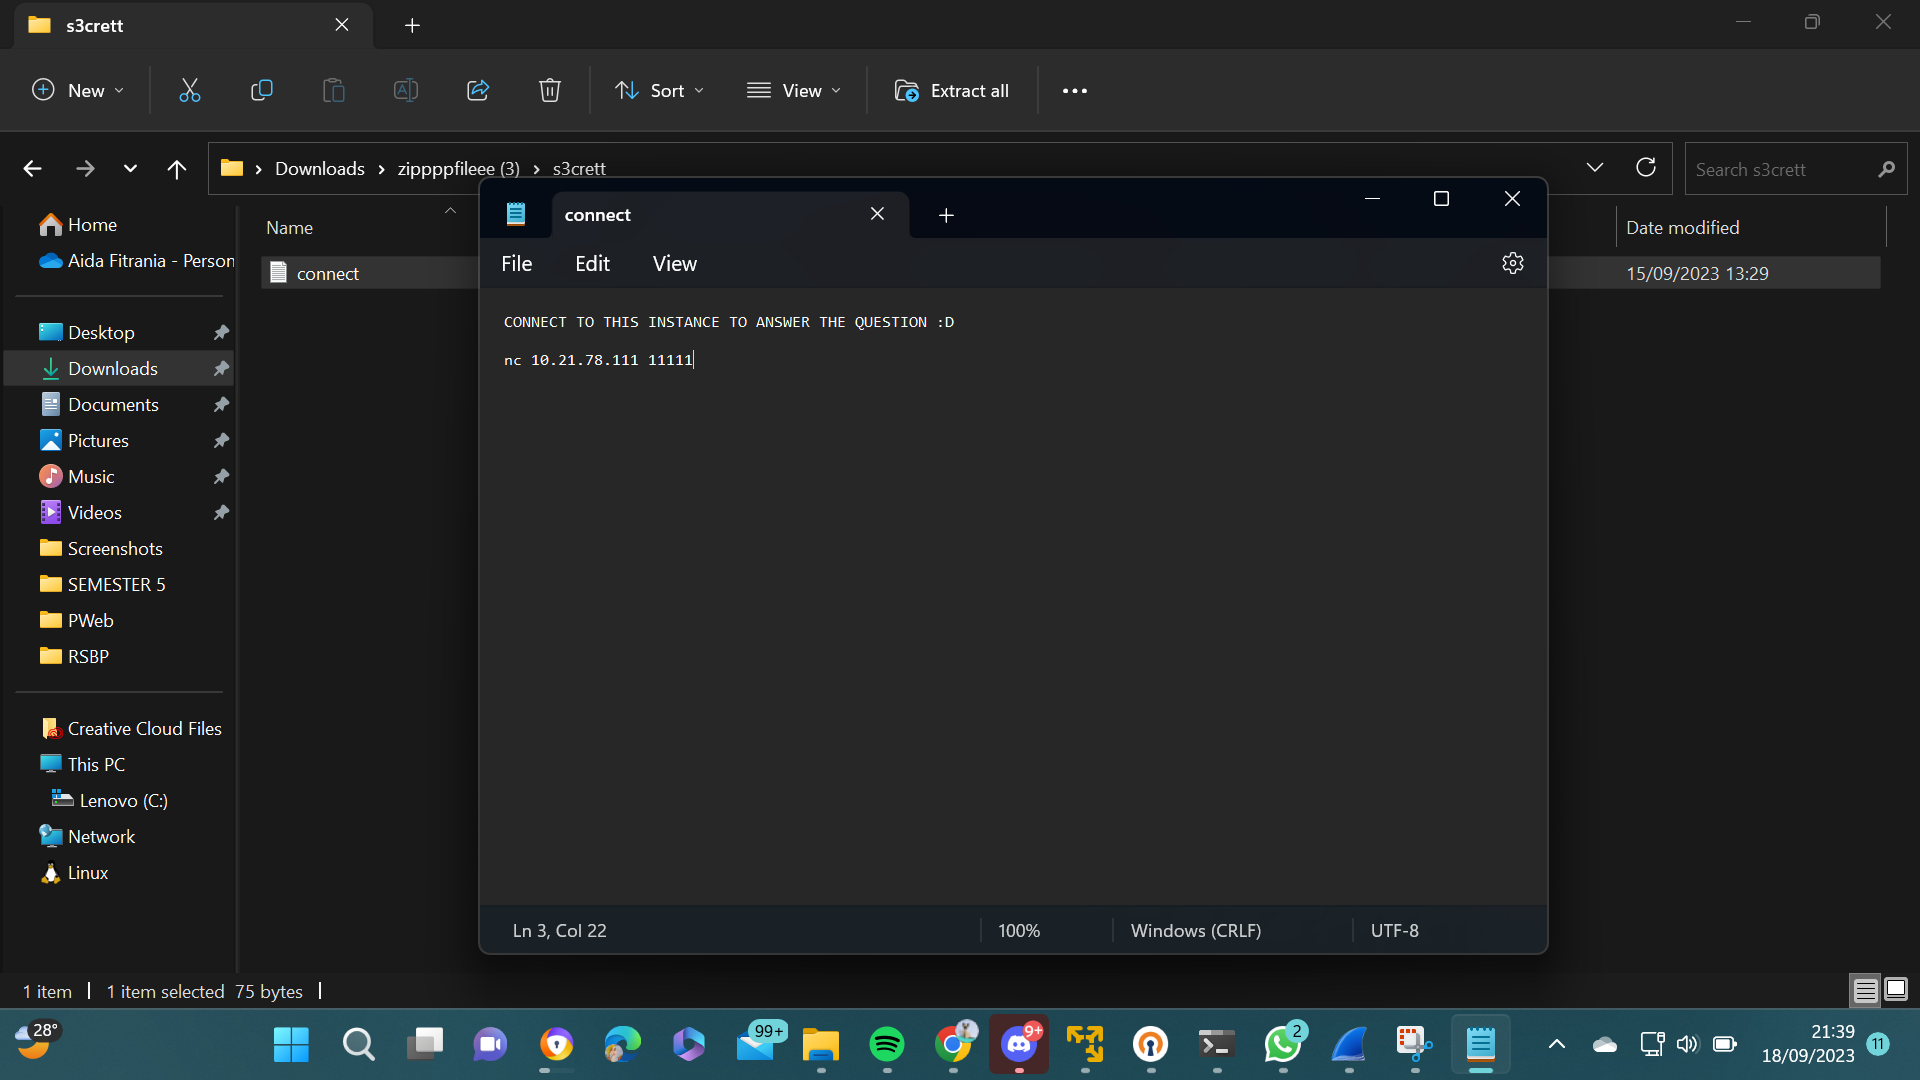 s3crett
New
Sort
View
Extract all
Downloads
zippppfileee (3)
s3crett
Search s3crett
Home
Aida Fitrania - Person
Desktop
Downloads
Documents
Pictures
Music
Videos
Screenshots
SEMESTER 5
PWeb
RSBP
Creative Cloud Files
This PC
Lenovo (C:)
Network
Linux
Name
Date modified
connect
15/09/2023 13:29
connect
File
Edit
View
CONNECT TO THIS INSTANCE TO ANSWER THE QUESTION :D
nc 10.21.78.111 11111
Ln 3, Col 22
100%
Windows (CRLF)
UTF-8
1 item
1 item selected 75 bytes
28°
99+
9+
2
21:39
18/09/2023
11